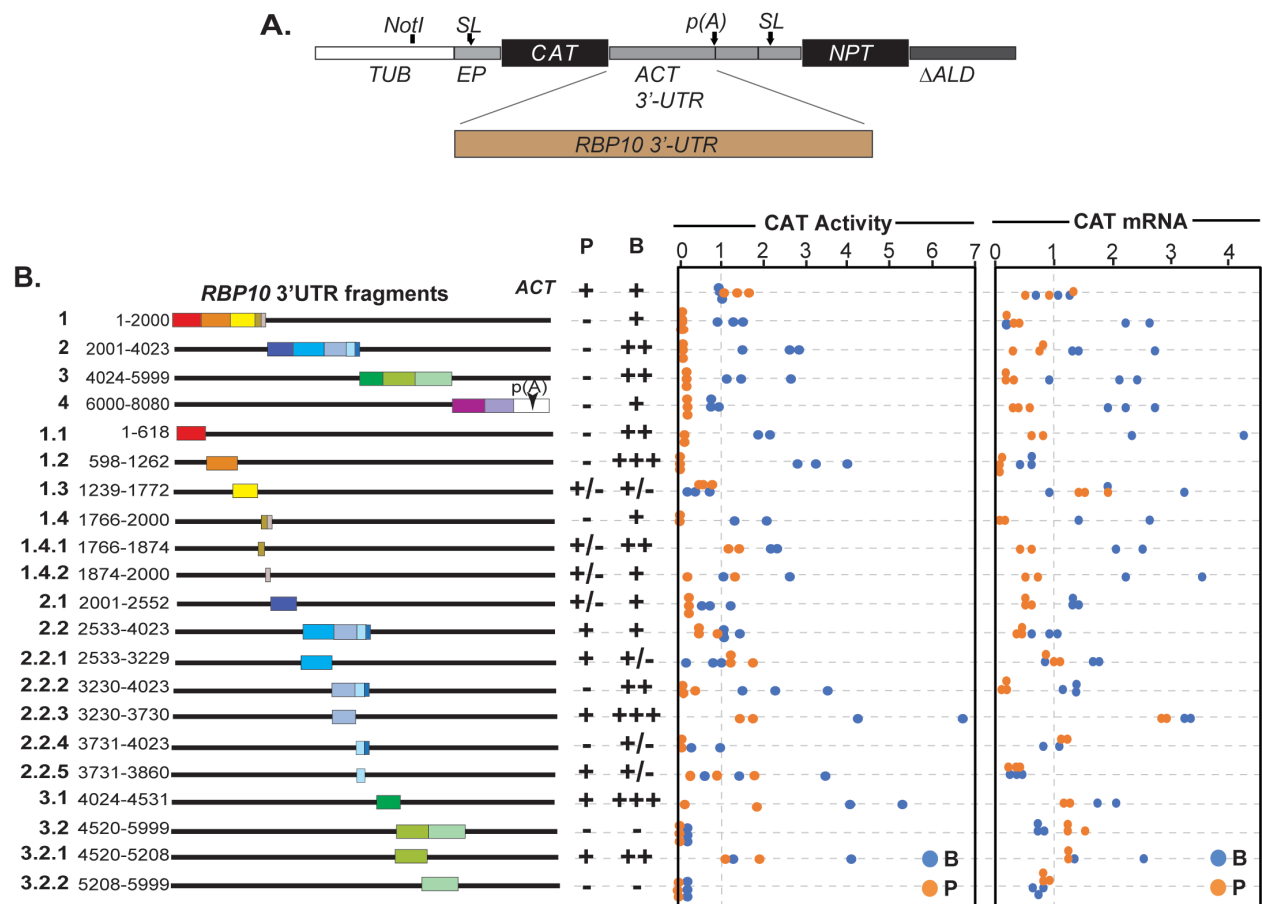 A.
NotI SL p(A) SL
CAT NPT
TUB EP ACT ΔALD
3'-UTR
RBP10 3'-UTR
CAT Activity CAT mRNA
P B 0 1 2 3 4 5 6 7 0 1 2 3 4
B.
RBP10 3'UTR fragments ACT + +
1 1-2000 - +
2 2001-4023 - ++
3 4024-5999 - ++
p(A)
4 6000-8080 - +
1.1 1-618 - ++
1.2 598-1262 - +++
1.3 1239-1772 +/- +/-
1.4 1766-2000 - +
1.4.1 1766-1874 +/- ++
1.4.2 1874-2000 +/- +
2.1 2001-2552 +/- +
2.2 2533-4023 + +
2.2.1 2533-3229 + +/-
2.2.2 3230-4023 - ++
2.2.3 3230-3730 + +++
2.2.4 3731-4023 - +/-
2.2.5 3731-3860 + +/-
3.1 4024-4531 + +++
3.2 4520-5999 - -
3.2.1 4520-5208 + ++ B B
3.2.2 5208-5999 - - P P